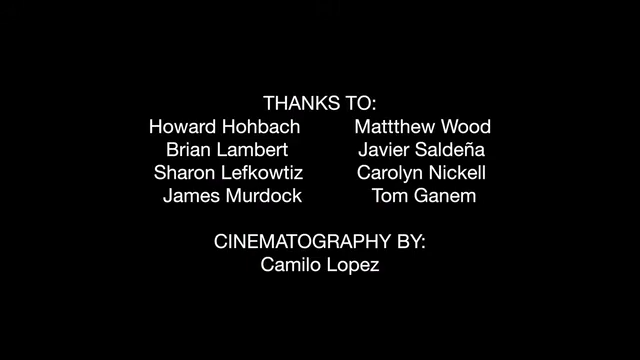 THANKS TO:
Howard Hohbach Mattthew Wood
Brian Lambert Javier Saldeña
Sharon Lefkowtiz Carolyn Nickell
James Murdock Tom Ganem
CINEMATOGRAPHY BY:
Camilo Lopez